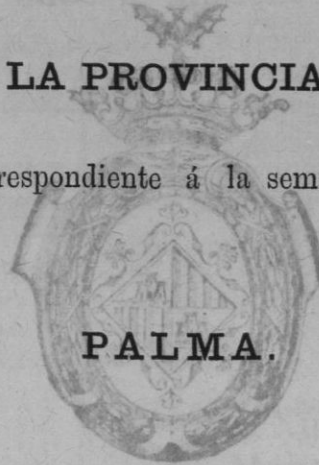 LA PROVINCIA
respondiente á la sem
PALMA.